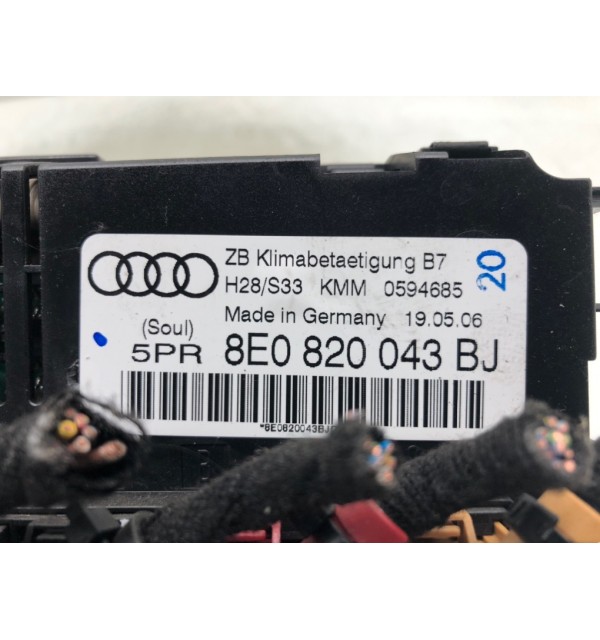 ZB Klimabetaetigung B7
H28/S33 KMM 0594685
20
Made in Germany 19.05.06
(Soul)
5PR 8E0 820 043 BJ
*8E0820043BJ